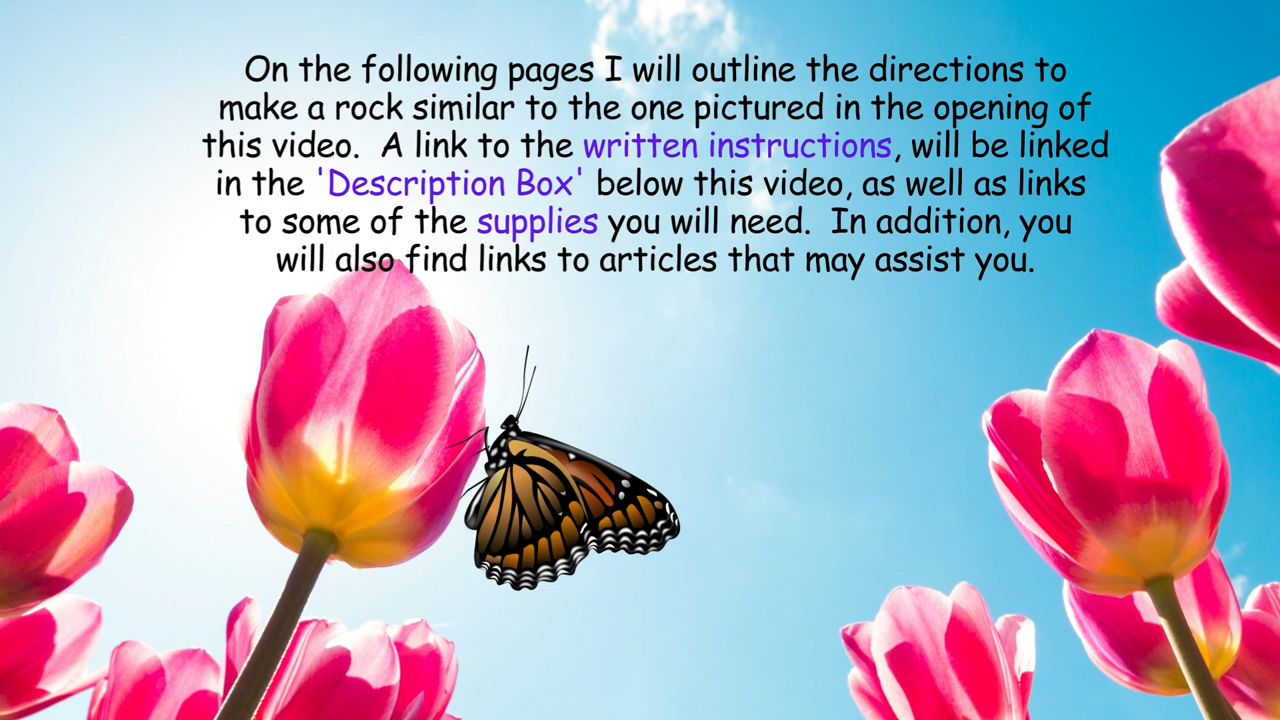 On the following pages I will outline the directions to
make a rock similar to the one pictured in the opening of
this video.  A link to the written instructions, will be linked
in the 'Description Box' below this video, as well as links
to some of the supplies you will need.  In addition, you
will also find links to articles that may assist you.